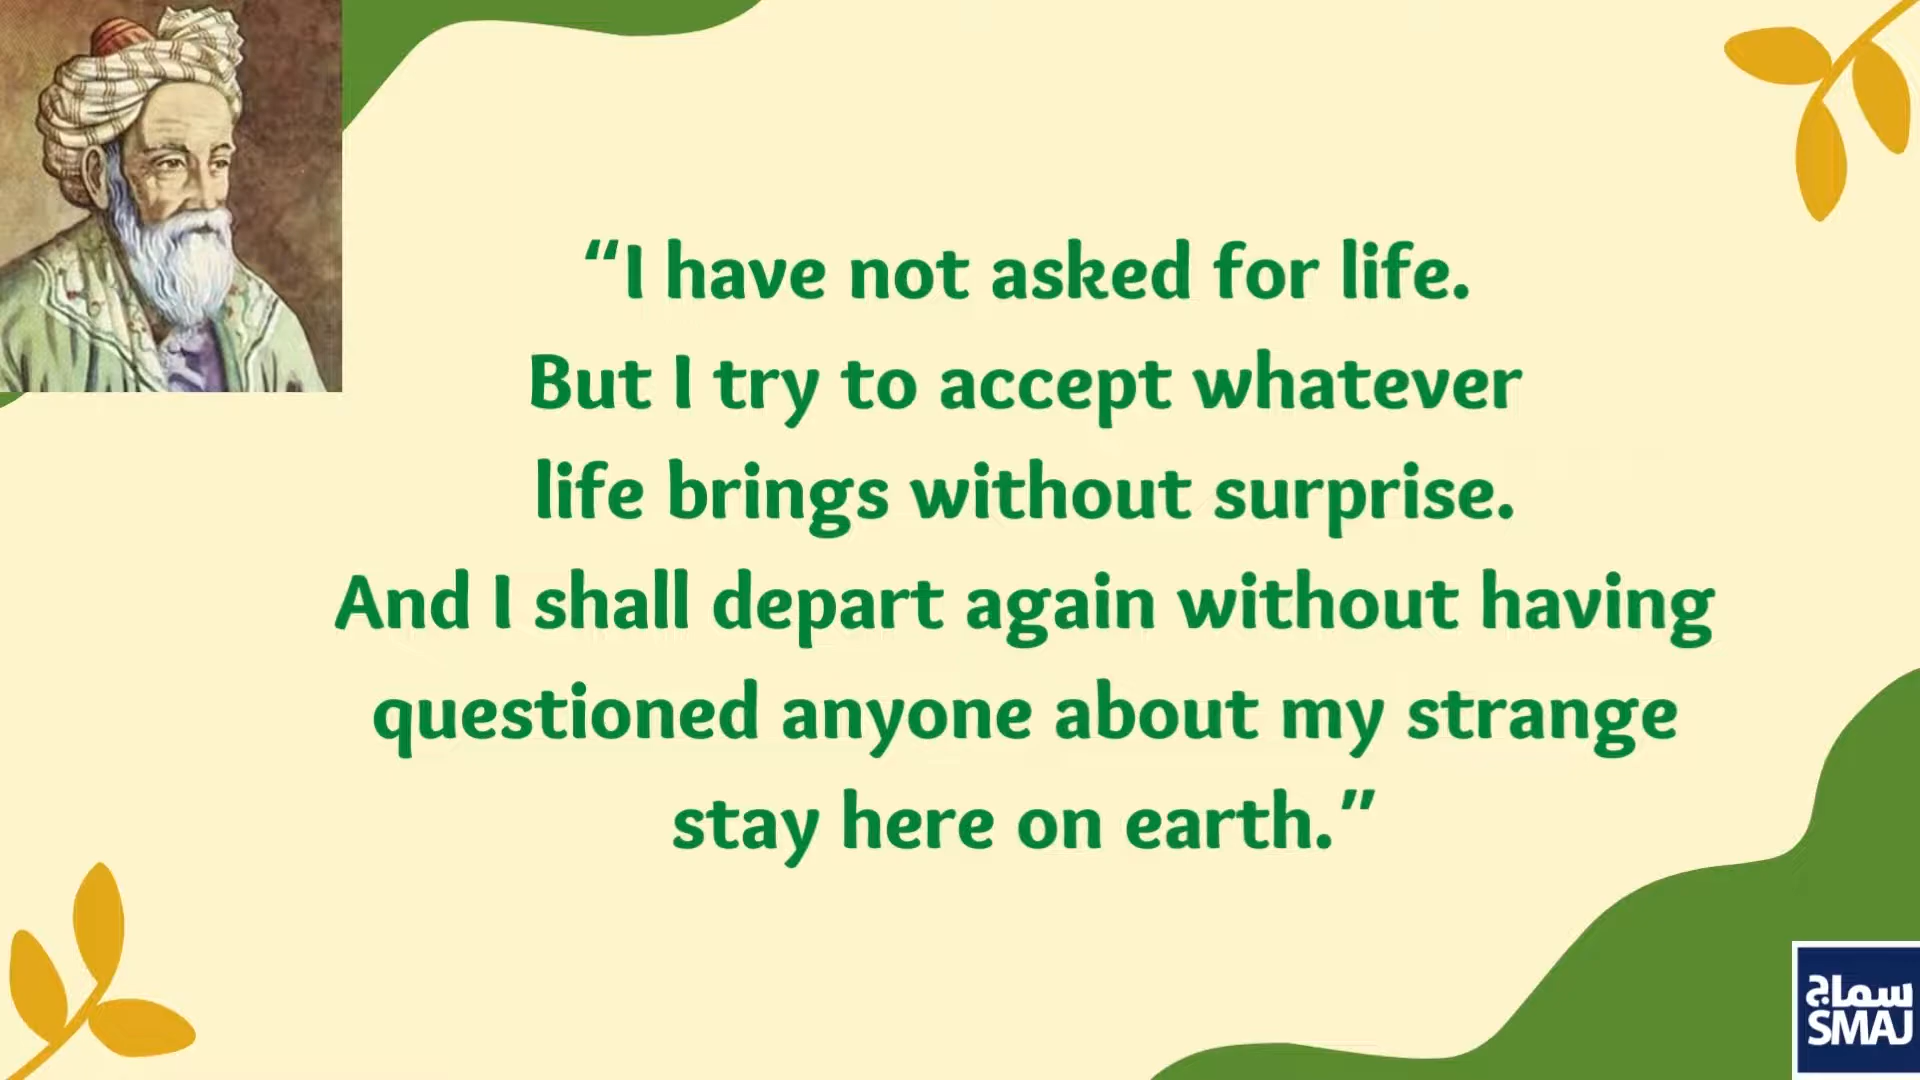 “I have not asked for life.
But I try to accept whatever
life brings without surprise.
And I shall depart again without having
questioned anyone about my strange
stay here on earth.”
سماج
SMAJ